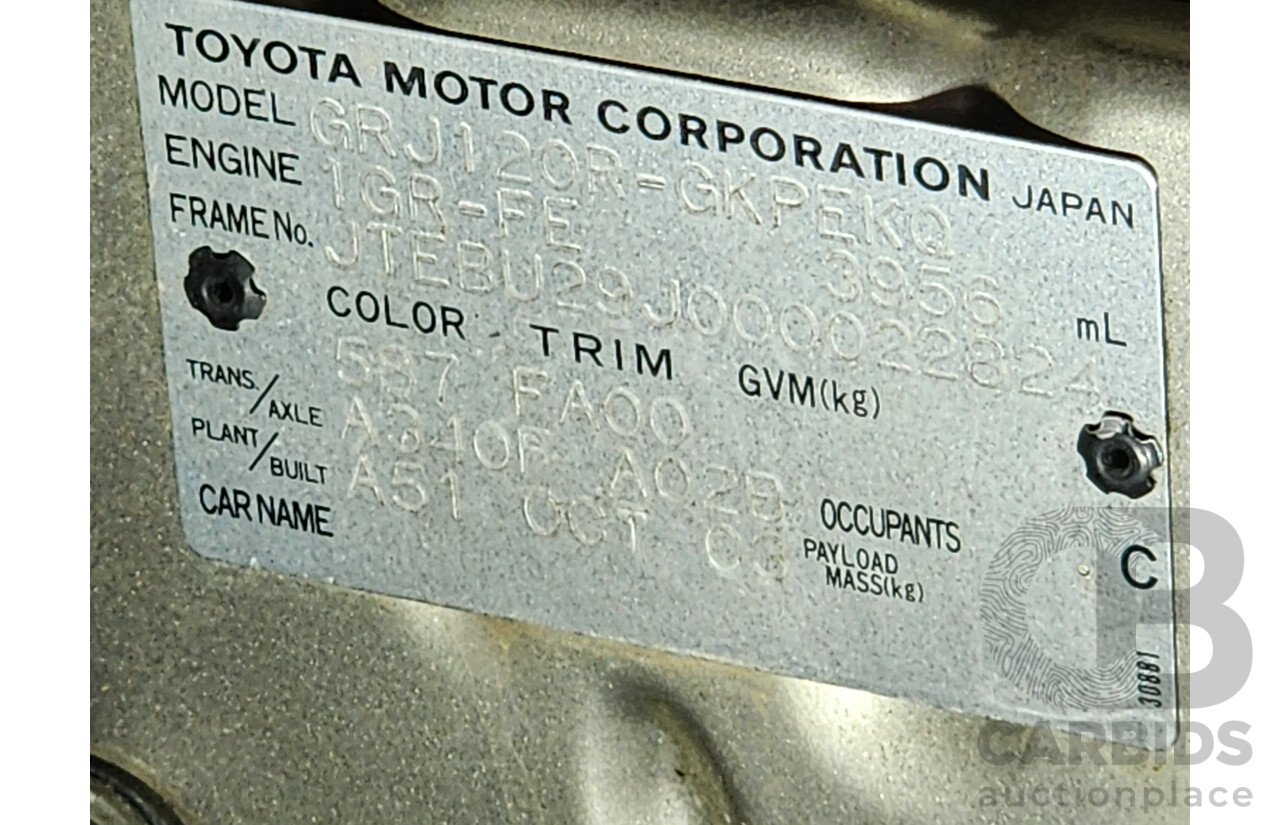 TOYOTA MOTOR CORPORATION JAPAN
MODEL GRJ120R-GKPEKQ
ENGINE 1GR-FE 3956 mL
FRAME No. JTEBU29J000022824
COLOR TRIM GVM(kg)
587 FA00
TRANS./AXLE A340F A02B
PLANT/BUILT A51 OCT 03
OCCUPANTS
CAR NAME
PAYLOAD
MASS(kg)
C
30881
CB
CARBIDS
auctionplace